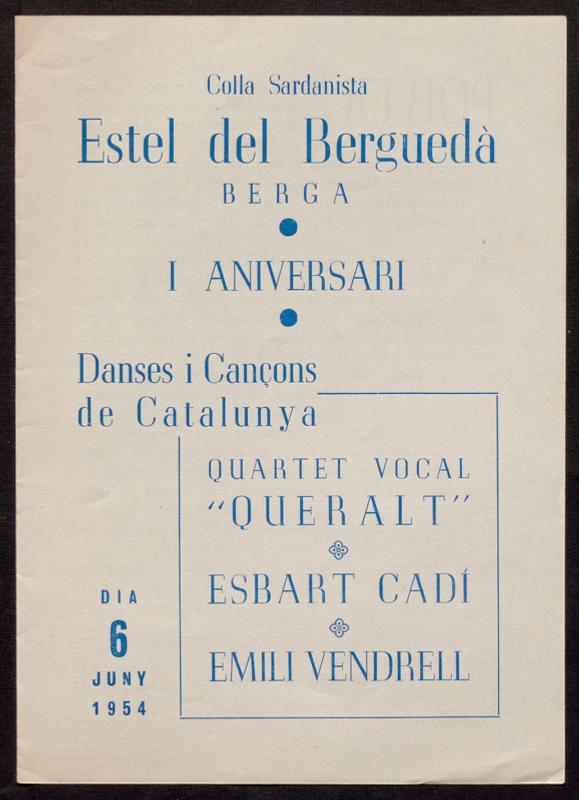 Colla Sardanista
Estel del Berguedà
BERGA
I ANIVERSARI
Danses i Cançons
de Catalunya
QUARTET VOCAL
“QUERALT”
ESBART CADÍ
EMILI VENDRELL
DIA
6
JUNY
1954